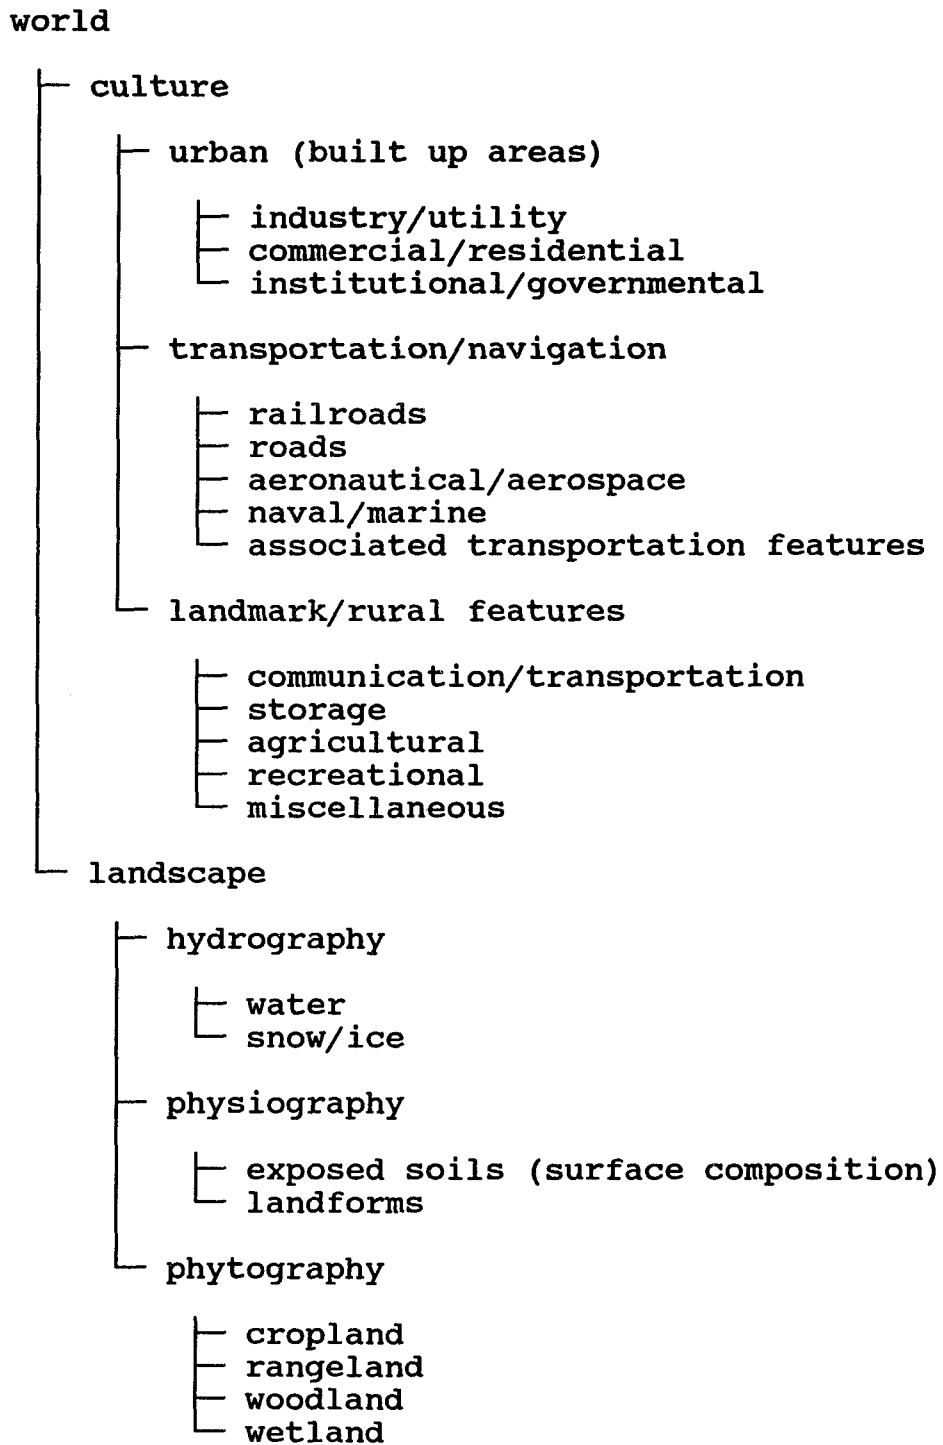 world
culture
urban (built up areas)
industry/utility
commercial/residential
institutional/governmental
transportation/navigation
railroads
roads
aeronautical/aerospace
naval/marine
associated transportation features
landmark/rural features
communication/transportation
storage
agricultural
recreational
miscellaneous
landscape
hydrography
water
snow/ice
physiography
exposed soils (surface composition)
landforms
phytography
cropland
rangeland
woodland
wetland